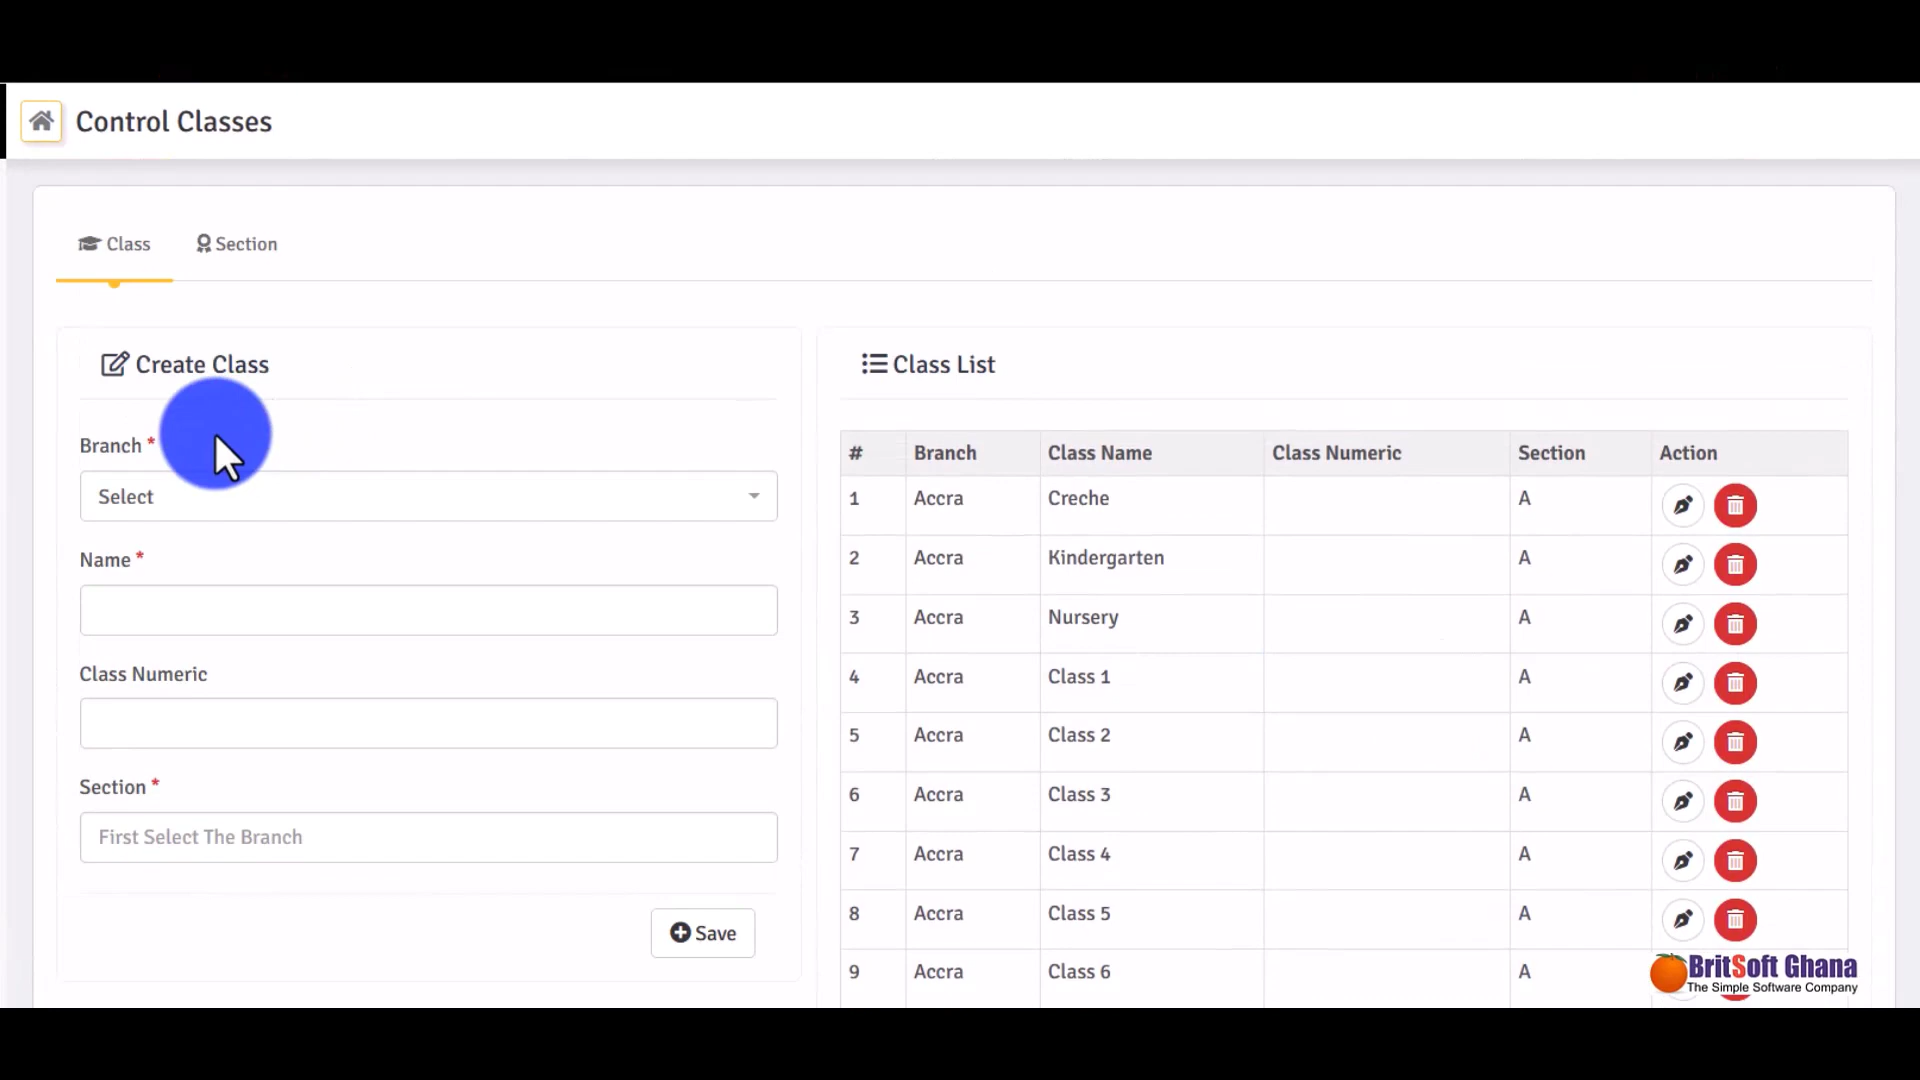 Control Classes
Class
Section
Create Class
Branch *
Select
Name *
Class Numeric
Section *
First Select The Branch
Save
Class List
# Branch Class Name Class Numeric Section Action
1 Accra Creche A
2 Accra Kindergarten A
3 Accra Nursery A
4 Accra Class 1 A
5 Accra Class 2 A
6 Accra Class 3 A
7 Accra Class 4 A
8 Accra Class 5 A
9 Accra Class 6 A
BritSoft Ghana
The Simple Software Company